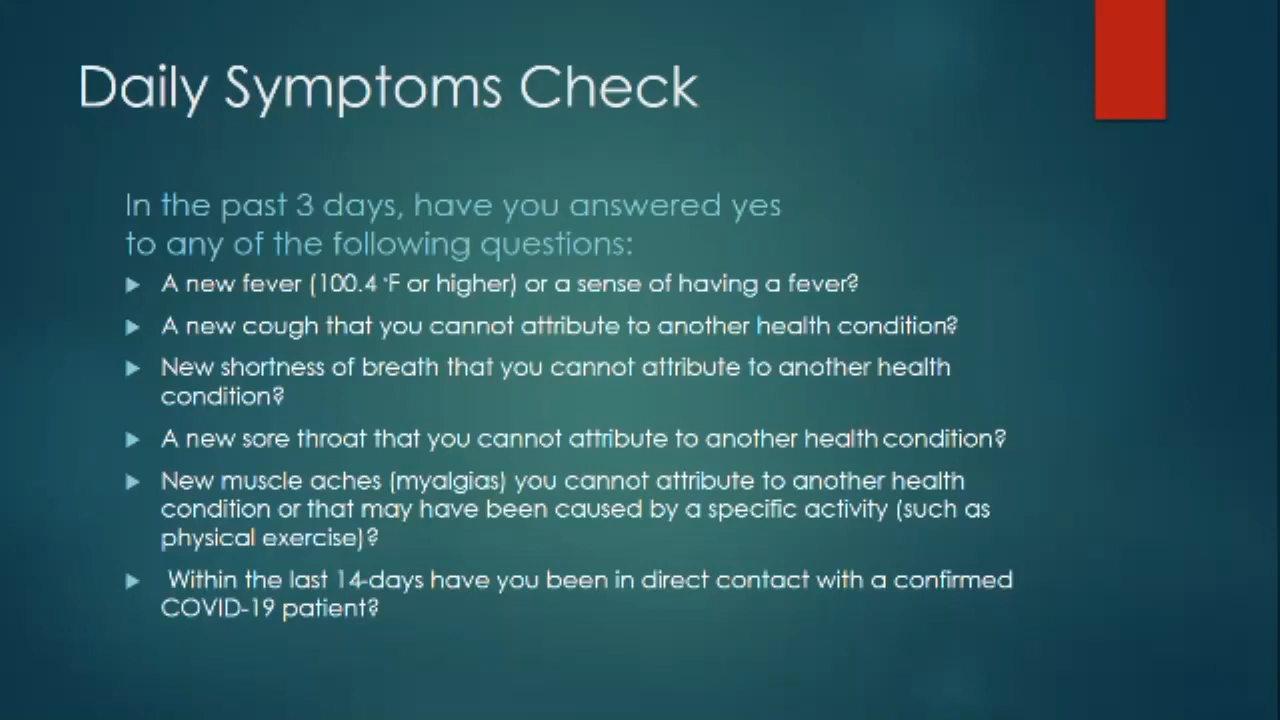 Daily Symptoms Check
In the past 3 days, have you answered yes
to any of the following questions:
A new fever (100.4 °F or higher) or a sense of having a fever?
A new cough that you cannot attribute to another health condition?
New shortness of breath that you cannot attribute to another health
condition?
A new sore throat that you cannot attribute to another health condition?
New muscle aches (myalgias) you cannot attribute to another health
condition or that may have been caused by a specific activity (such as
physical exercise)?
Within the last 14-days have you been in direct contact with a confirmed
COVID-19 patient?